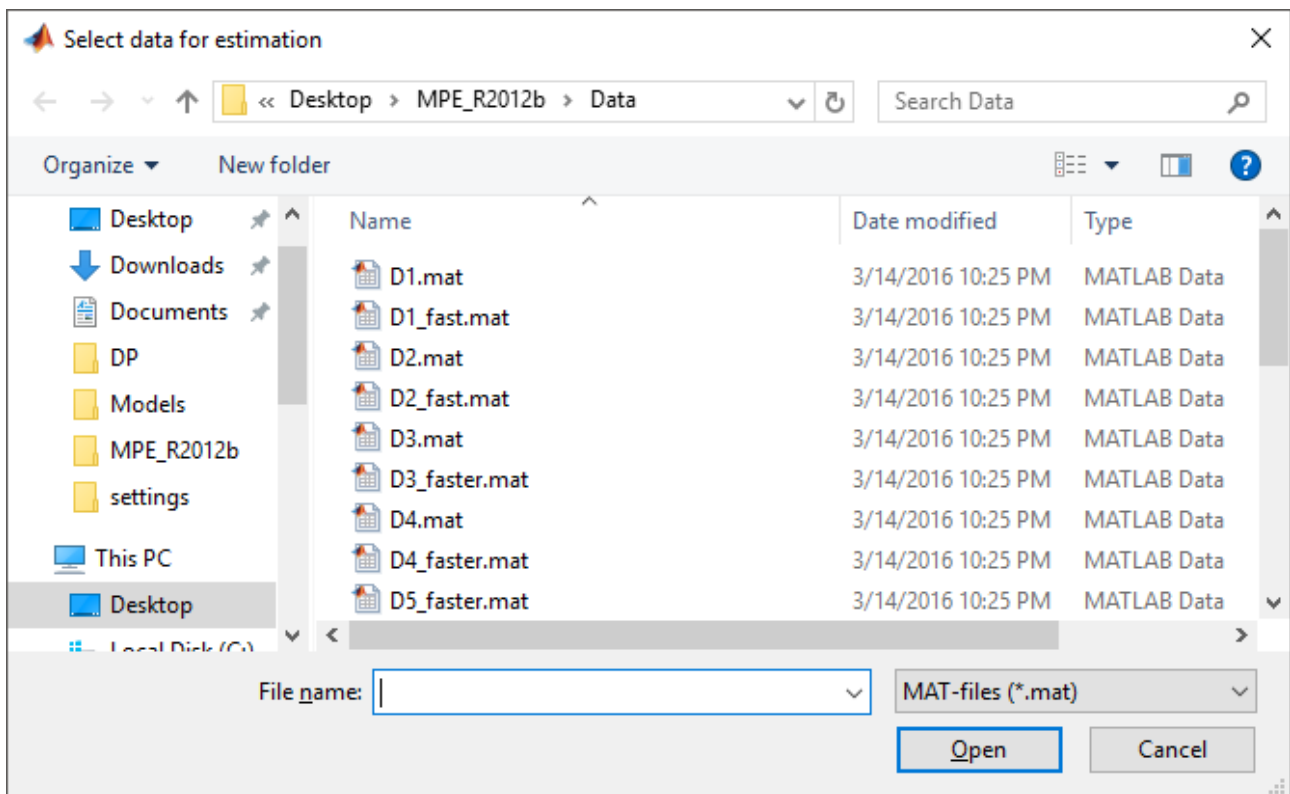 Select data for estimation
« Desktop > MPE_R2012b > Data
Search Data
Organize
New folder
Desktop
Downloads
Documents
DP
Models
MPE_R2012b
settings
This PC
Desktop
Local Disk (C:)
Name Date modified Type
D1.mat 3/14/2016 10:25 PM MATLAB Data
D1_fast.mat 3/14/2016 10:25 PM MATLAB Data
D2.mat 3/14/2016 10:25 PM MATLAB Data
D2_fast.mat 3/14/2016 10:25 PM MATLAB Data
D3.mat 3/14/2016 10:25 PM MATLAB Data
D3_faster.mat 3/14/2016 10:25 PM MATLAB Data
D4.mat 3/14/2016 10:25 PM MATLAB Data
D4_faster.mat 3/14/2016 10:25 PM MATLAB Data
D5_faster.mat 3/14/2016 10:25 PM MATLAB Data
File name:
MAT-files (*.mat)
Open
Cancel